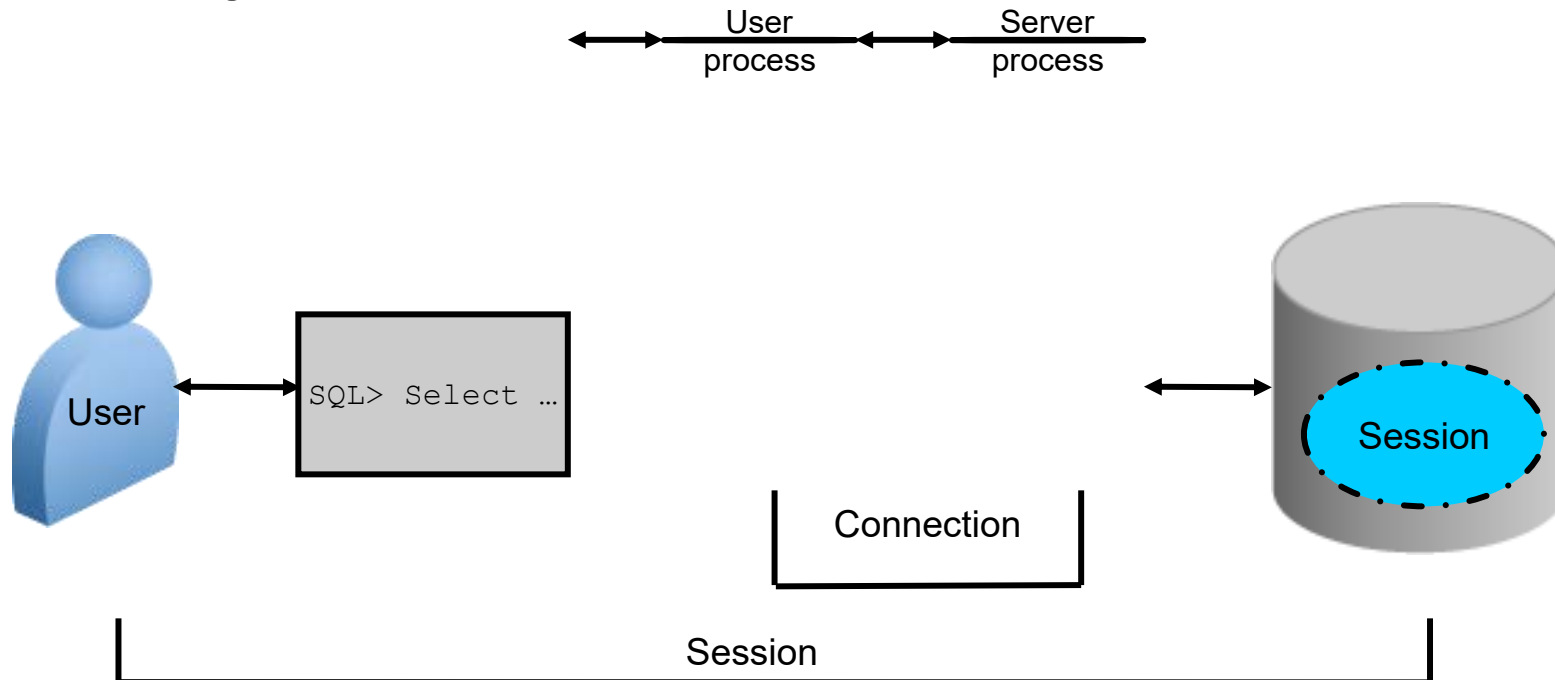 User
process
Server
process
User
SQL> Select …
Session
Connection
Session